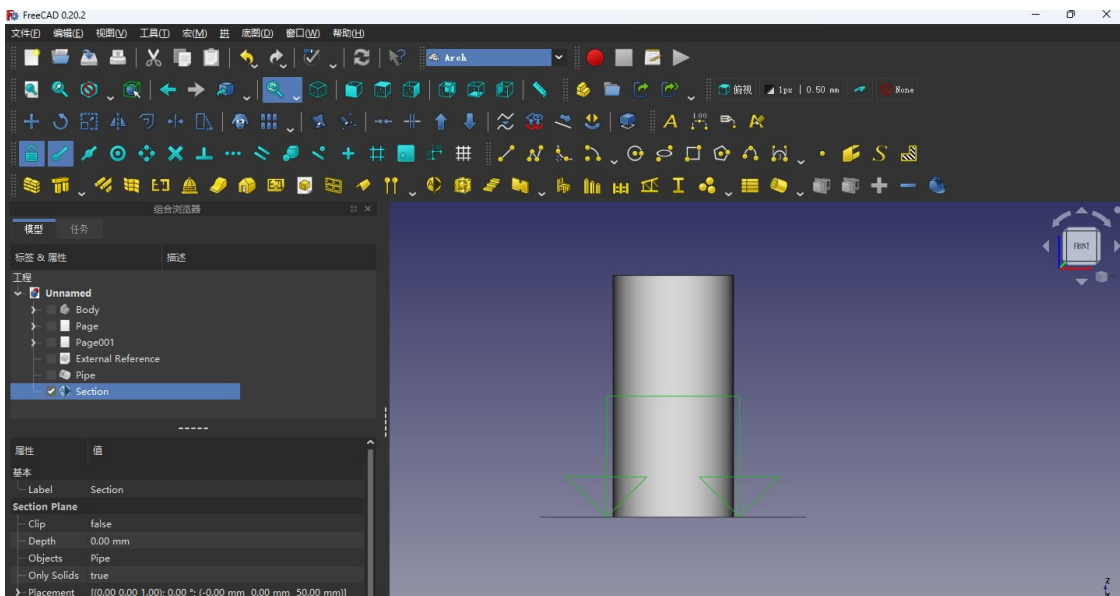 FreeCAD 0.20.2
文件(F) 编辑(E) 视图(V) 工具(T) 宏(M) 拼 底图(D) 窗口(W) 帮助(H)
Arch
俯视 1px | 0.50 mm None
A 1.00
S
组合浏览器
模型 任务
标签 & 属性 描述
工程
Unnamed
Body
Page
Page001
External Reference
Pipe
Section
属性 值
基本
Label Section
Section Plane
Clip false
Depth 0.00 mm
Objects Pipe
Only Solids true
Placement [(0.00 0.00 1.00); 0.00 °; (-0.00 mm 0.00 mm 50.00 mm)]
FRONT
Z